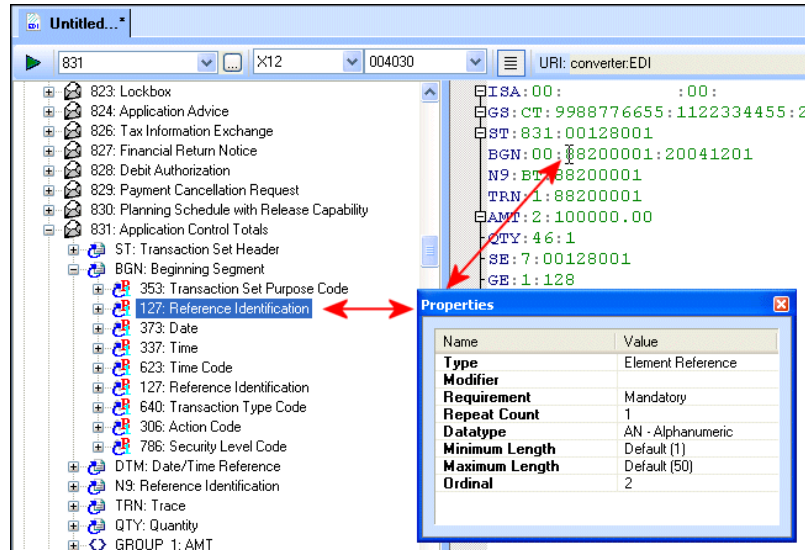 Untitled...*
831 ... X12 004030 URI: converter:EDI
823: Lockbox
824: Application Advice
826: Tax Information Exchange
827: Financial Return Notice
828: Debit Authorization
829: Payment Cancellation Request
830: Planning Schedule with Release Capability
831: Application Control Totals
ST: Transaction Set Header
BGN: Beginning Segment
353: Transaction Set Purpose Code
127: Reference Identification
373: Date
337: Time
623: Time Code
127: Reference Identification
640: Transaction Type Code
306: Action Code
786: Security Level Code
DTM: Date/Time Reference
N9: Reference Identification
TRN: Trace
QTY: Quantity
GROUP_1: AMT
ISA:00: :00:
GS:CT:9988776655:1122334455:2
ST:831:00128001
BGN:00:88200001:20041201
N9:BT:88200001
TRN:1:88200001
AMT:2:100000.00
QTY:46:1
SE:7:00128001
GE:1:128
Properties
Name Value
Type Element Reference
Modifier
Requirement Mandatory
Repeat Count 1
Datatype AN - Alphanumeric
Minimum Length Default (1)
Maximum Length Default (50)
Ordinal 2